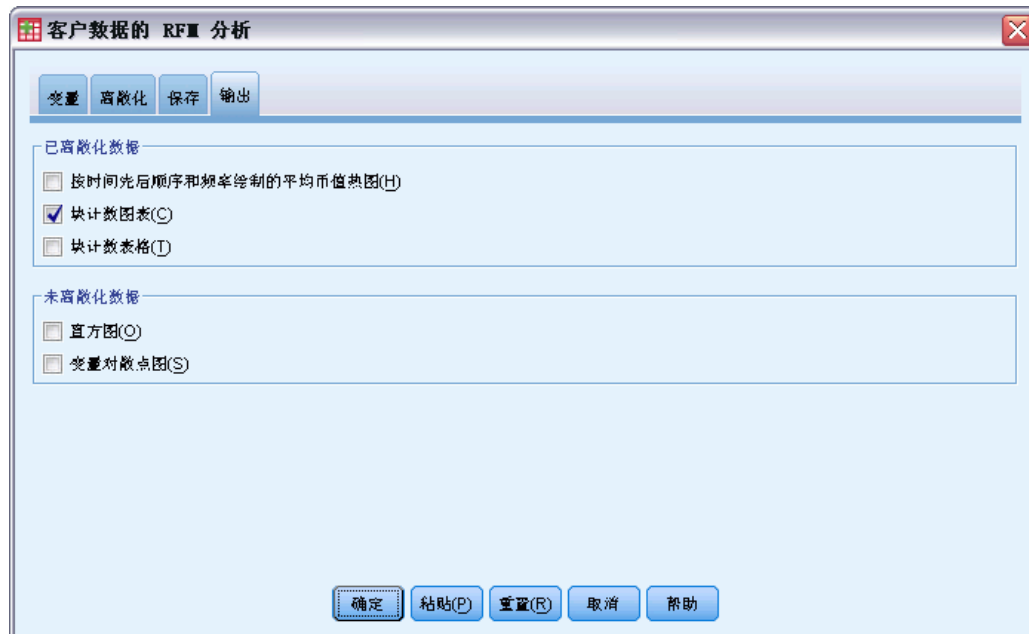 客户数据的 RFM 分析
变量 离散化 保存 输出
已离散化数据
按时间先后顺序和频率绘制的平均币值热图(H)
块计数图表(C)
块计数表格(T)
未离散化数据
直方图(O)
变量对散点图(S)
确定 粘贴(P) 重置(R) 取消 帮助